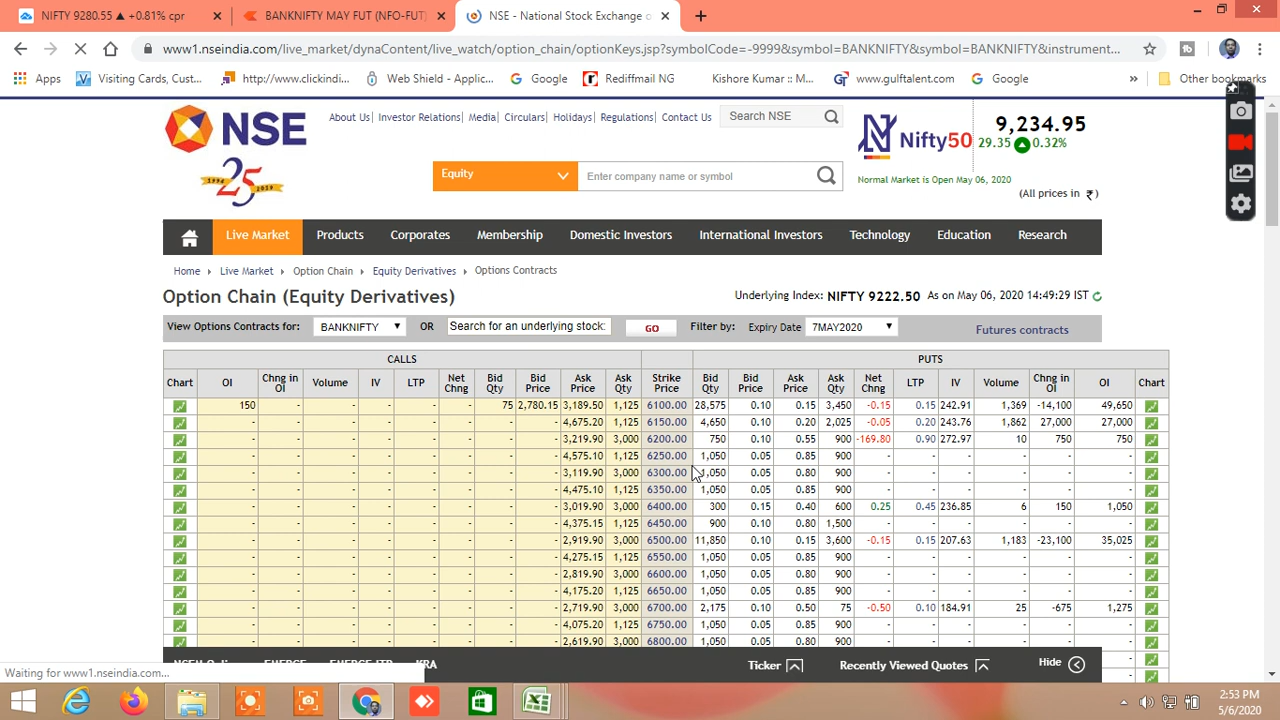 NIFTY 9280.55 ▲ +0.81% cpr
BANKNIFTY MAY FUT (NFO-FUT)
NSE - National Stock Exchange o
www1.nseindia.com/live_market/dynaContent/live_watch/option_chain/optionKeys.jsp?symbolCode=-9999&symbol=BANKNIFTY&symbol=BANKNIFTY&instrument...
Apps Visiting Cards, Cust... http://www.clickindi... Web Shield - Applic... Google Rediffmail NG Kishore Kumar :: M... www.gulftalent.com Google » Other bookmarks
NSE
1994 25 2019
About Us | Investor Relations | Media | Circulars | Holidays | Regulations | Contact Us
Search NSE
Equity
Enter company name or symbol
Nifty50
9,234.95
29.35 0.32%
Normal Market is Open May 06, 2020
(All prices in ₹)
Live Market Products Corporates Membership Domestic Investors International Investors Technology Education Research
Home Live Market Option Chain Equity Derivatives Options Contracts
Option Chain (Equity Derivatives)
Underlying Index: NIFTY 9222.50 As on May 06, 2020 14:49:29 IST
View Options Contracts for: BANKNIFTY OR Search for an underlying stock: GO Filter by: Expiry Date 7MAY2020 Futures contracts
CALLS PUTS
Chart OI Chng in OI Volume IV LTP Net Chng Bid Qty Bid Price Ask Price Ask Qty Strike Price Bid Qty Bid Price Ask Price Ask Qty Net Chng LTP IV Volume Chng in OI OI Chart
150 - - - - - 75 2,780.15 3,189.50 1,125 6100.00 28,575 0.10 0.15 3,450 -0.15 0.15 242.91 1,369 -14,100 49,650
- - - - - - - - 4,675.20 1,125 6150.00 4,650 0.10 0.20 2,025 -0.05 0.20 243.76 1,862 27,000 27,000
- - - - - - - - 3,219.90 3,000 6200.00 750 0.10 0.55 900 -169.80 0.90 272.97 10 750 750
- - - - - - - - 4,575.10 1,125 6250.00 1,050 0.05 0.85 900 - - - - - -
- - - - - - - - 3,119.90 3,000 6300.00 1,050 0.05 0.80 900 - - - - - -
- - - - - - - - 4,475.10 1,125 6350.00 1,050 0.05 0.85 900 - - - - - -
- - - - - - - - 3,019.90 3,000 6400.00 300 0.15 0.40 600 0.25 0.45 236.85 6 150 1,050
- - - - - - - - 4,375.15 1,125 6450.00 900 0.10 0.80 1,500 - - - - - -
- - - - - - - - 2,919.90 3,000 6500.00 11,850 0.10 0.15 3,600 -0.15 0.15 207.63 1,183 -23,100 35,025
- - - - - - - - 4,275.15 1,125 6550.00 1,050 0.05 0.85 900 - - - - - -
- - - - - - - - 2,819.90 3,000 6600.00 1,050 0.05 0.80 900 - - - - - -
- - - - - - - - 4,175.20 1,125 6650.00 1,050 0.05 0.85 900 - - - - - -
- - - - - - - - 2,719.90 3,000 6700.00 2,175 0.10 0.50 75 -0.50 0.10 184.91 25 -675 1,275
- - - - - - - - 4,075.20 1,125 6750.00 1,050 0.05 0.85 900 - - - - - -
- - - - - - - - 2,619.90 3,000 6800.00 1,050 0.05 0.80 900 - - - - - -
KRA Ticker Recently Viewed Quotes Hide
Waiting for www1.nseindia.com...
2:53 PM
5/6/2020